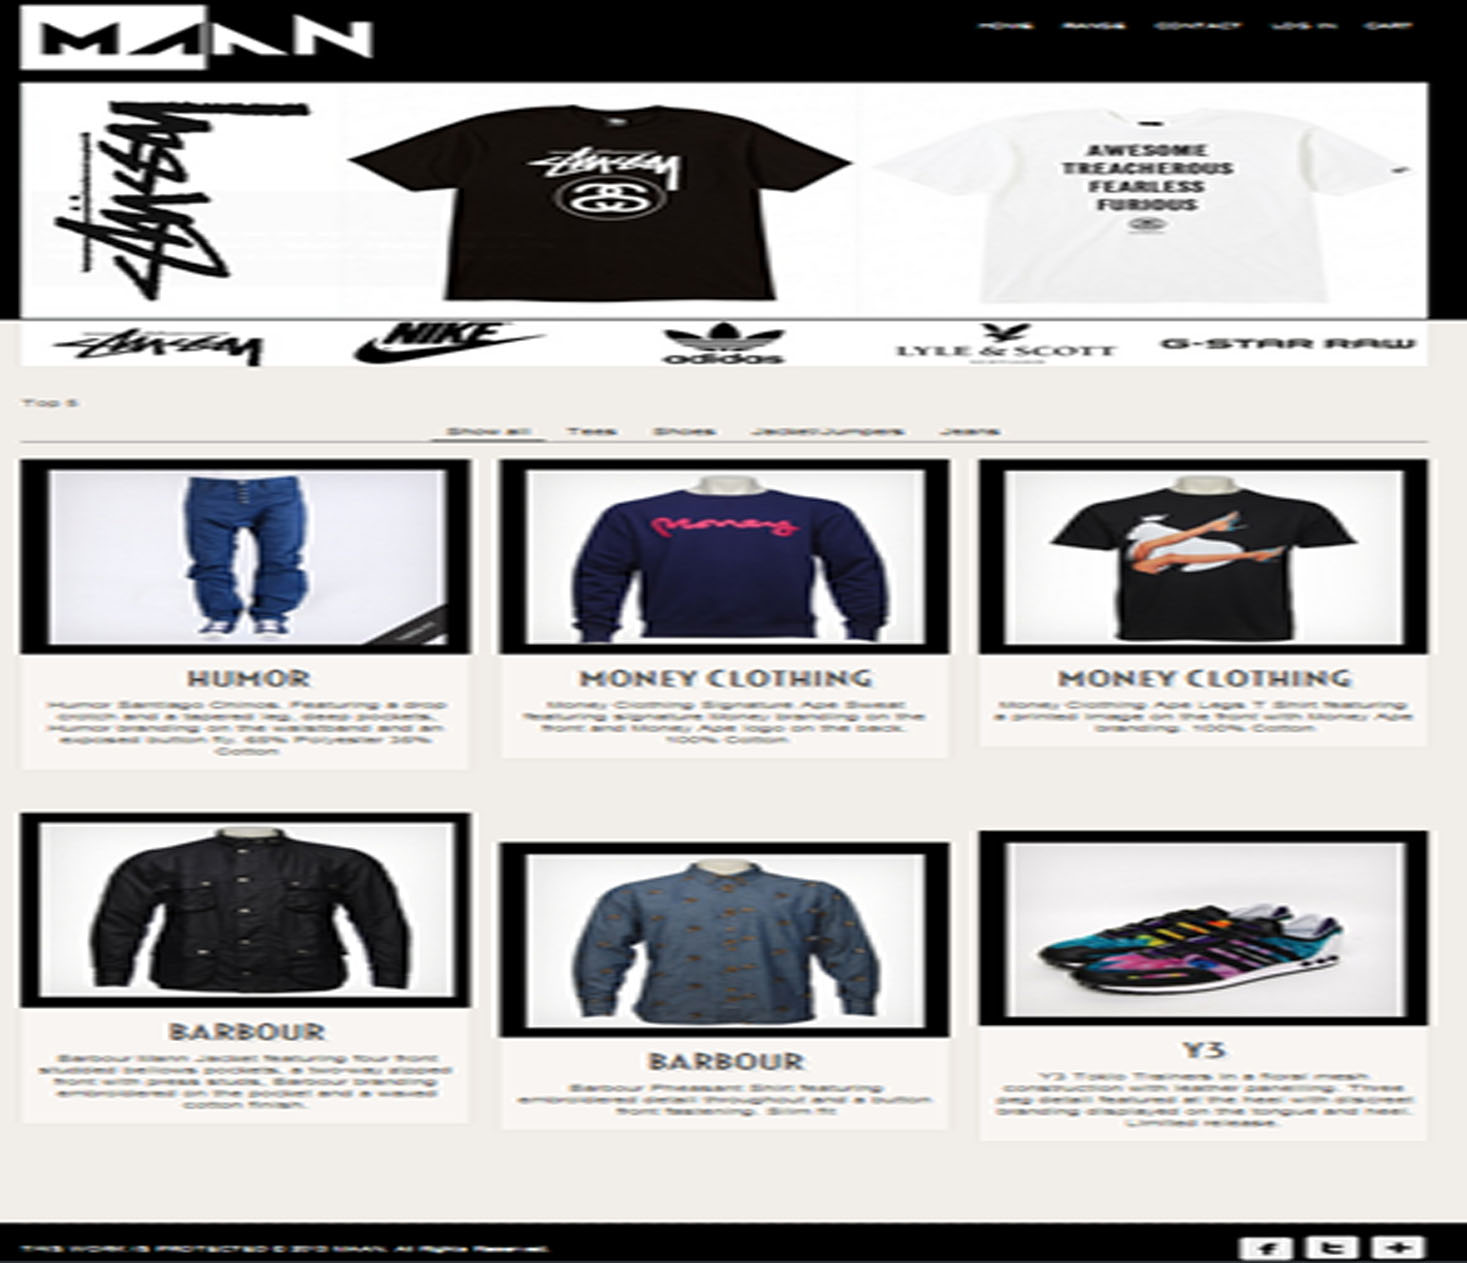 MAAN
HOME RANGE CONTACT LOG IN CART
Stüssy
Stüssy
AWESOME
TREACHEROUS
FEARLESS
FURIOUS
Stüssy NIKE adidas LYLE & SCOTT G-STAR RAW
Top 6
Show all Tees Shoes Jacket/Jumpers Jeans
money
HUMOR
Humor Santiago Chinos. Featuring a drop
crotch and a tapered leg, deep pockets,
Humor branding on the waistband and an
exposed button fly. Polyester
Cotton
MONEY CLOTHING
Money Clothing Signature Ape Sweat
featuring signature Money branding on the
front and Money Ape logo on the back.
100% Cotton
MONEY CLOTHING
Money Clothing Ape Legs T Shirt featuring
a printed image on the front with Money Ape
branding. 100% Cotton
BARBOUR
Barbour Mann Jacket featuring four front
studded bellows pockets, a two-way zipped
front with press studs, Barbour branding
embroidered on the pocket and a waxed
cotton finish.
BARBOUR
Barbour Pheasant Shirt featuring
embroidered detail throughout and a button
front fastening. Slim fit
Y3
Y3 Tokio Trainers in a floral mesh
construction with leather panelling. Three
peg detail featured at the heel with discreet
branding displayed on the tongue and heel.
Limited release.
THIS WORK IS PROTECTED © 2013 MAAN. All Rights Reserved.
f t +